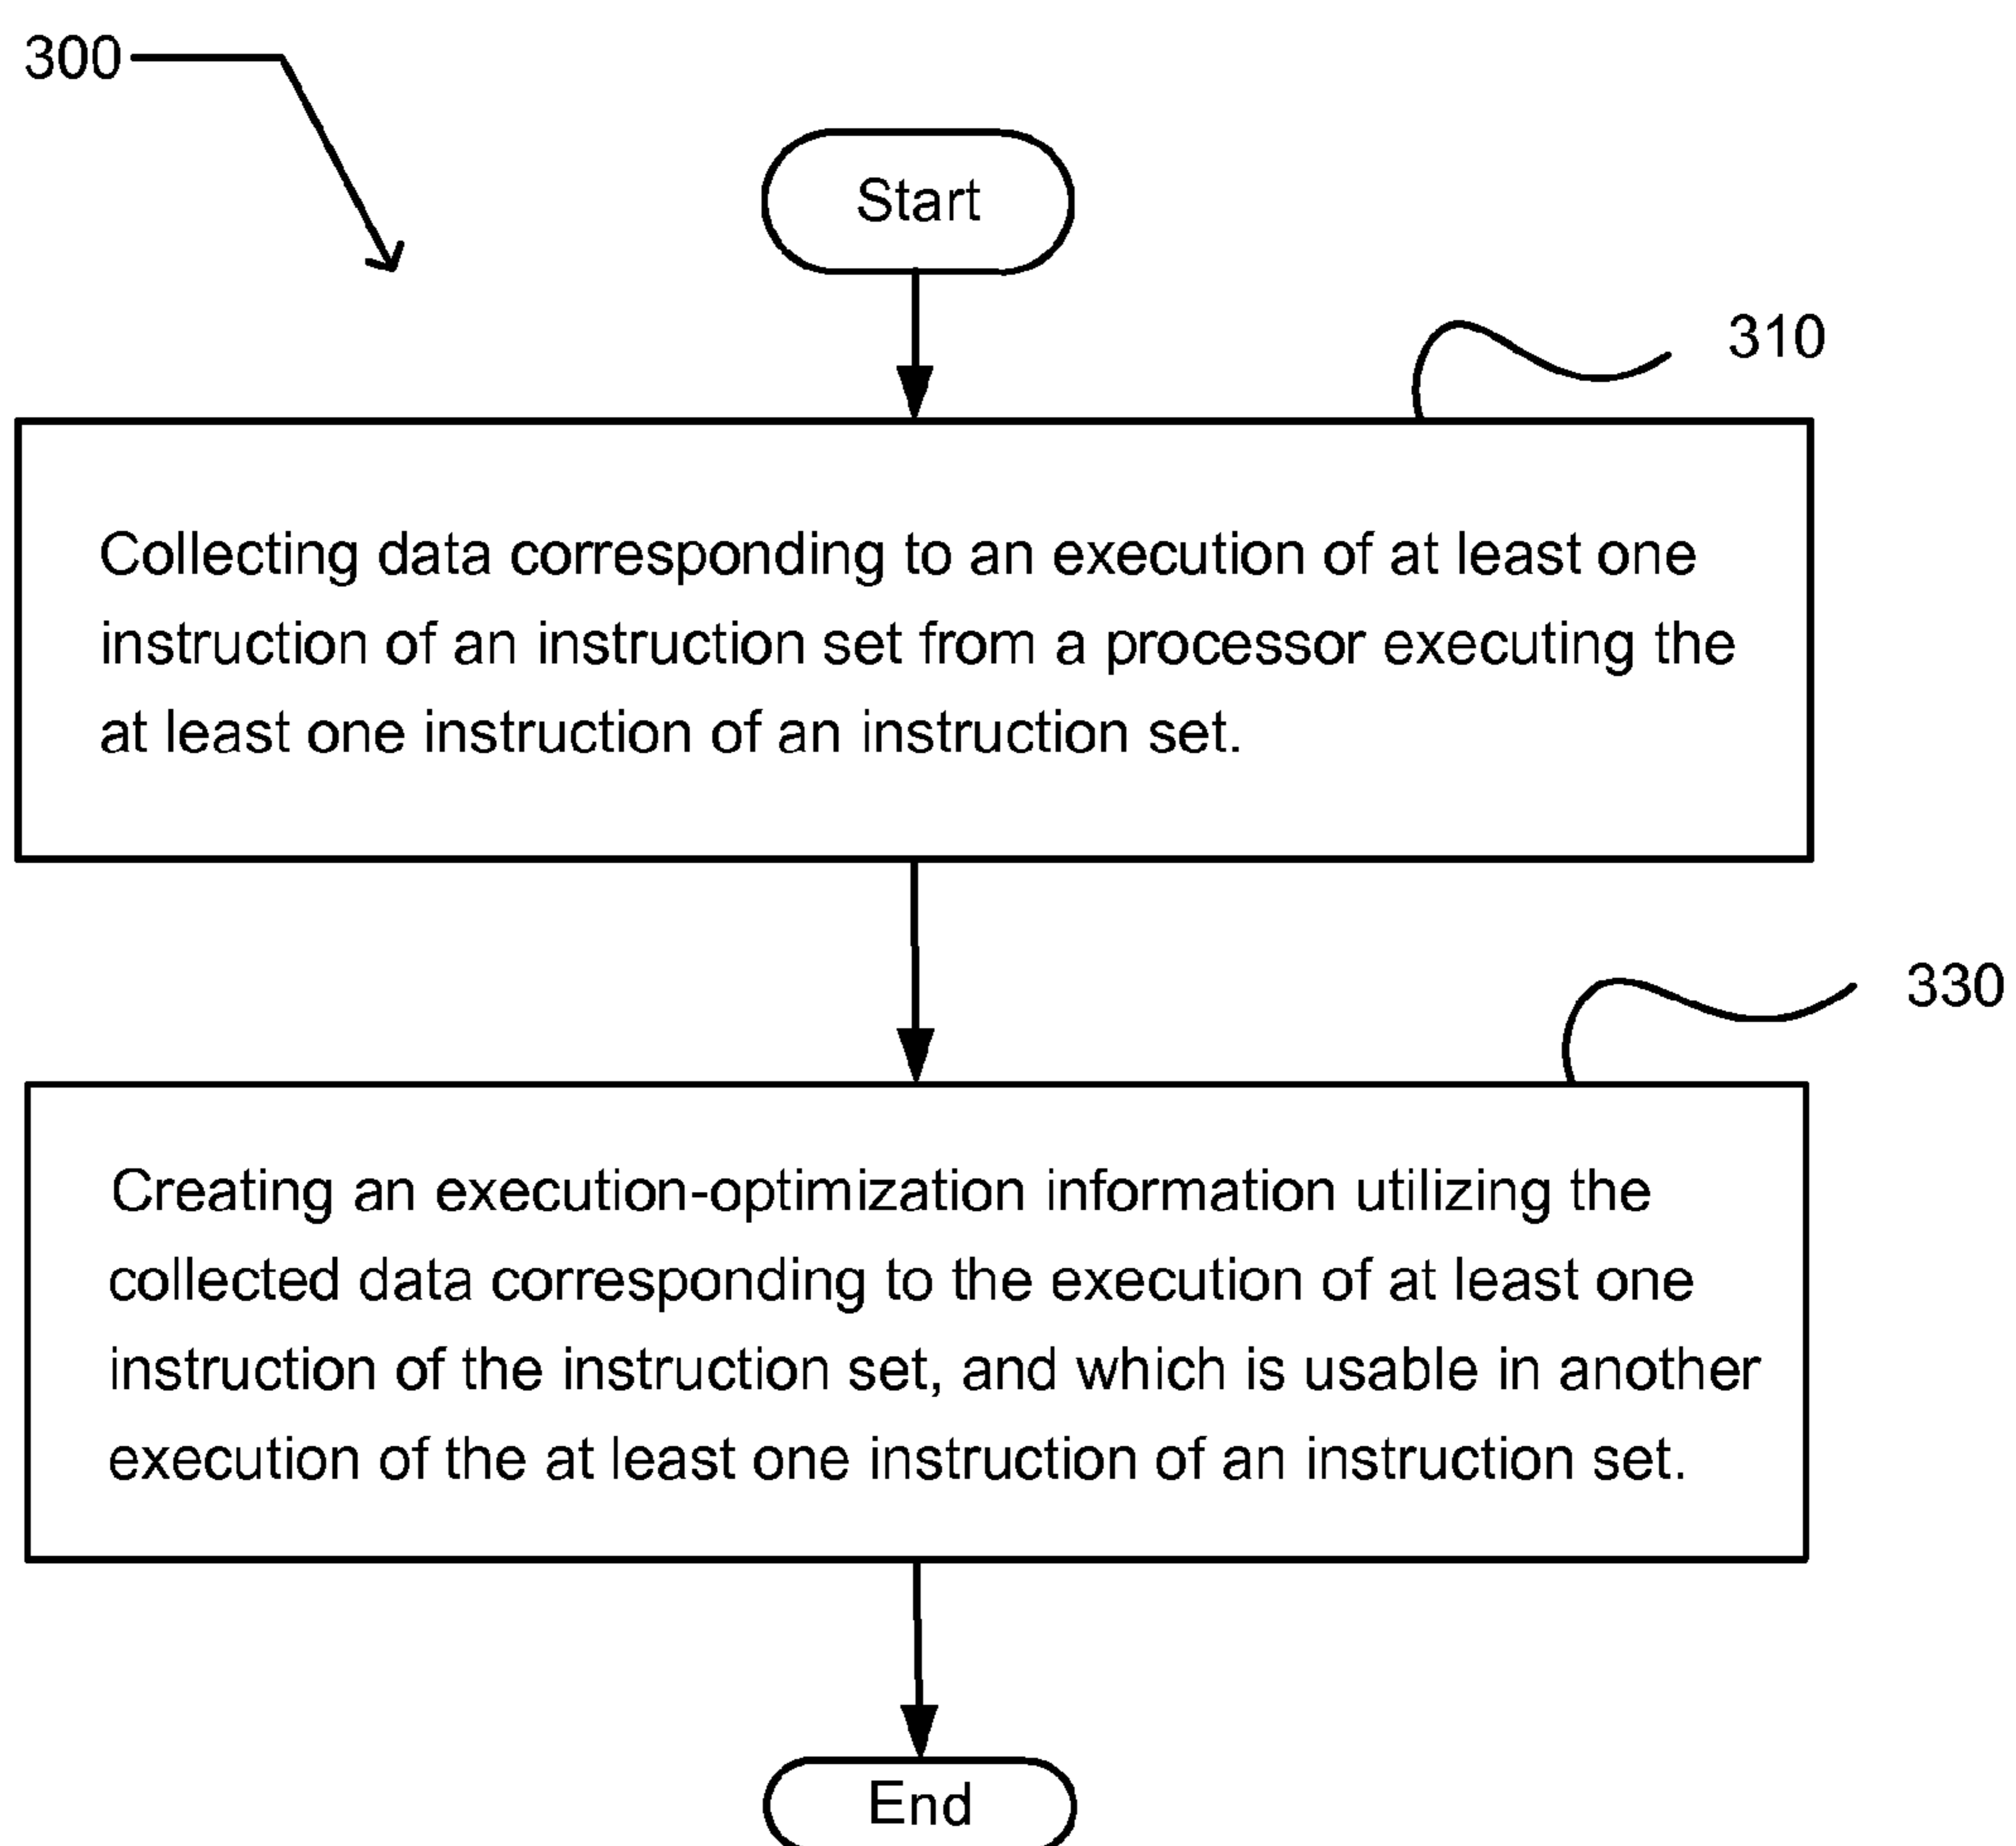 300
Start
310
Collecting data corresponding to an execution of at least one
instruction of an instruction set from a processor executing the
at least one instruction of an instruction set.
330
Creating an execution-optimization information utilizing the
collected data corresponding to the execution of at least one
instruction of the instruction set, and which is usable in another
execution of the at least one instruction of an instruction set.
End